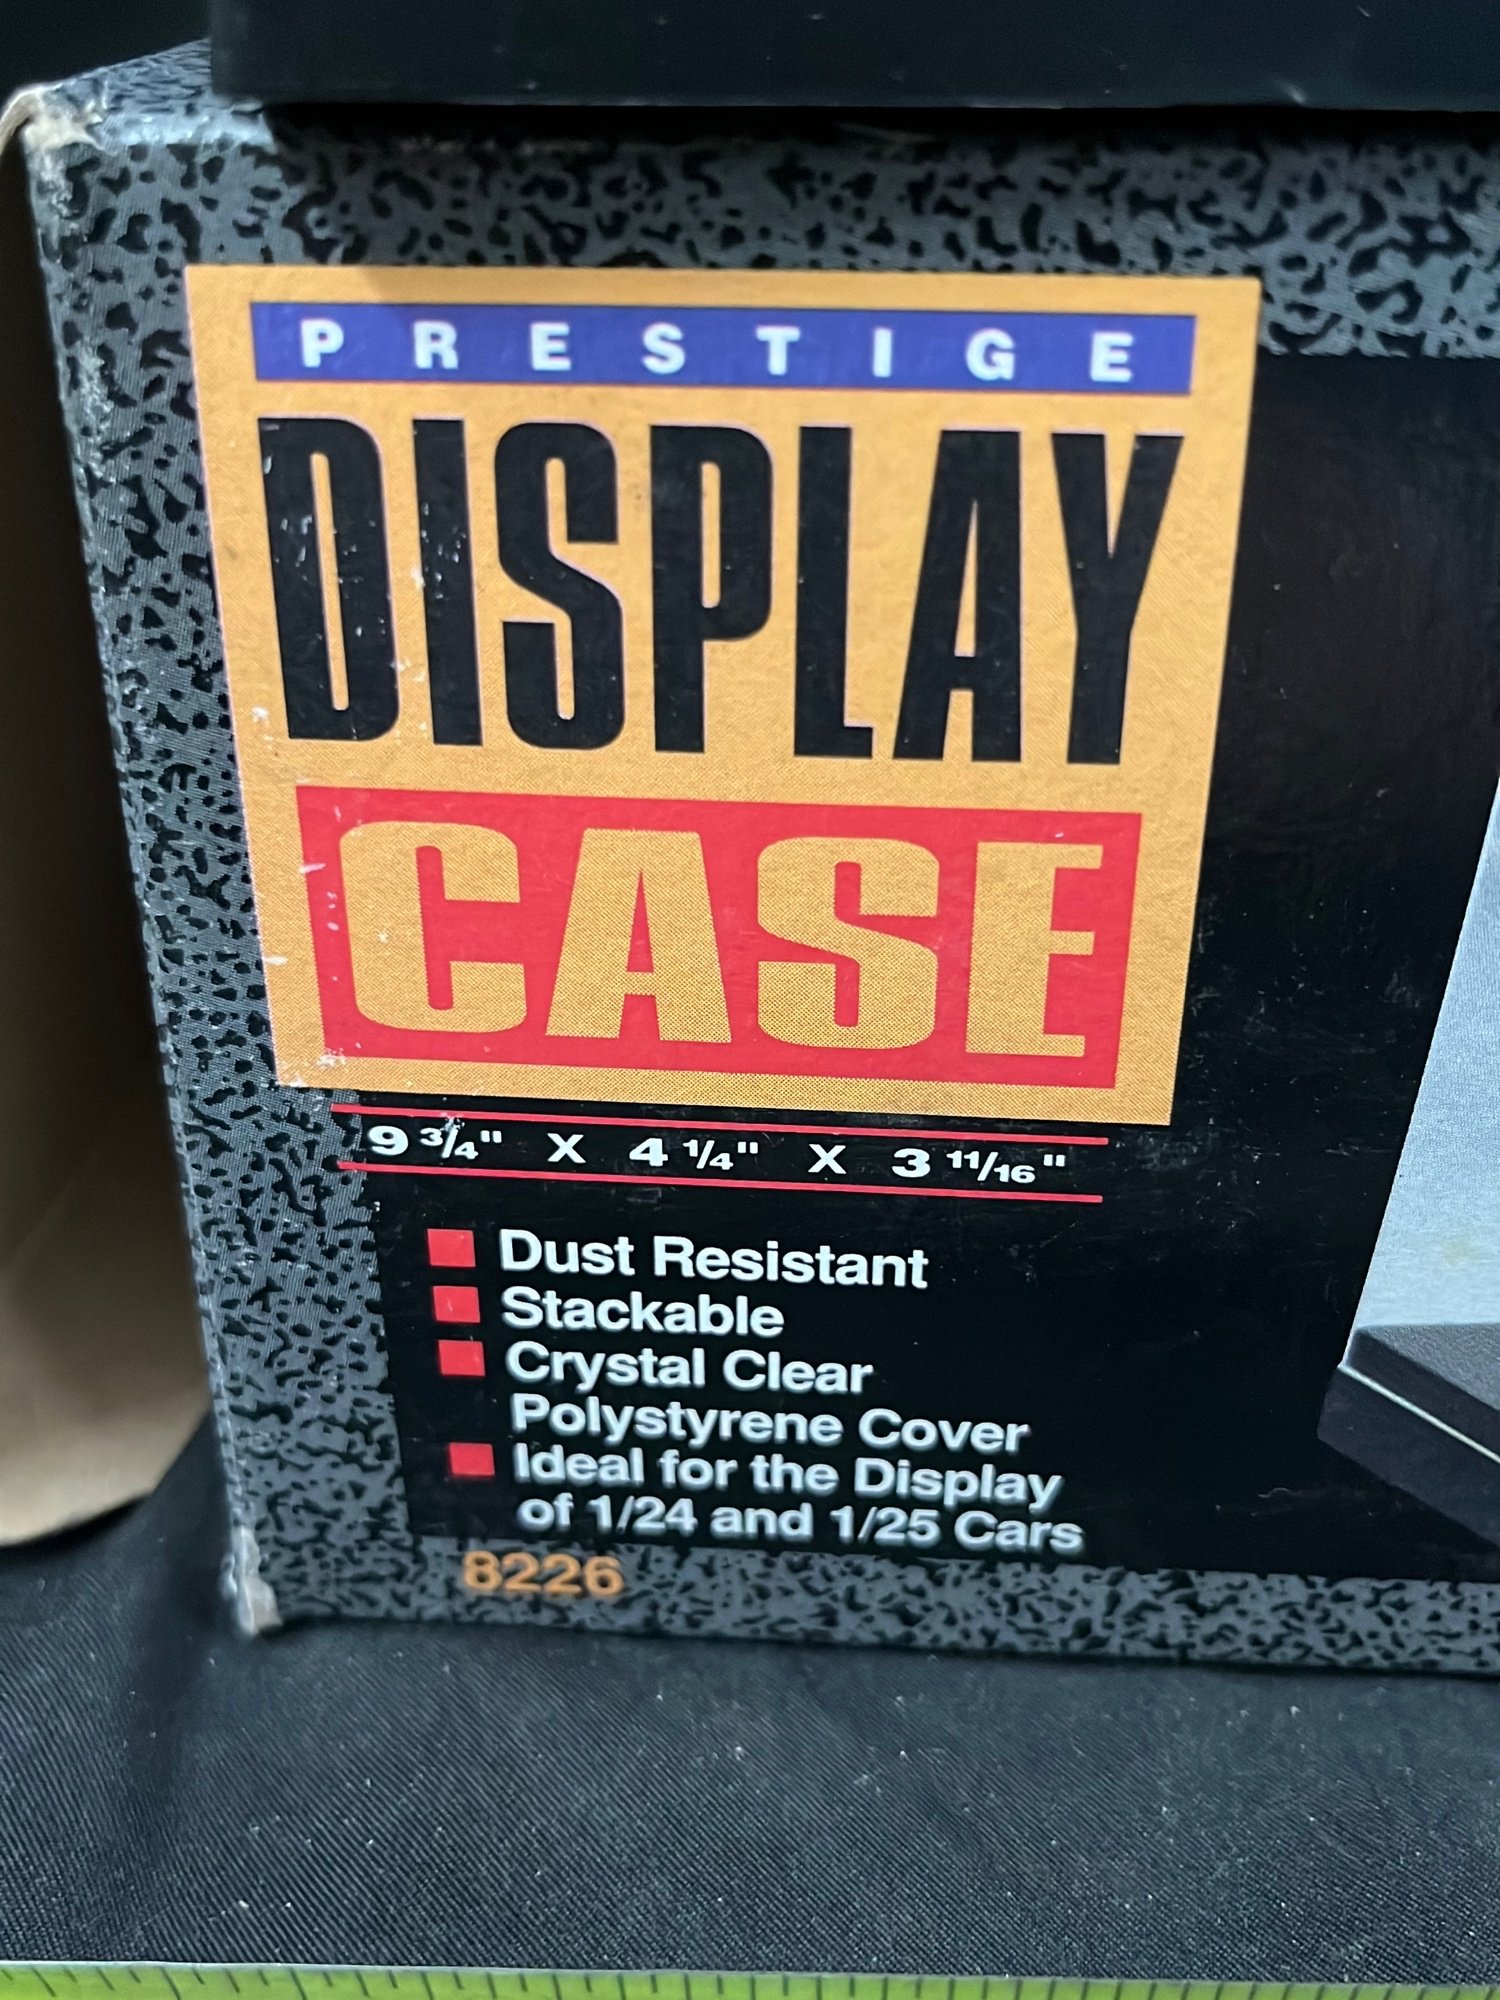 PRESTIGE
DISPLAY
CASE
9 3/4" X 4 1/4" X 3 11/16"
Dust Resistant
Stackable
Crystal Clear
Polystyrene Cover
Ideal for the Display
of 1/24 and 1/25 Cars
8226